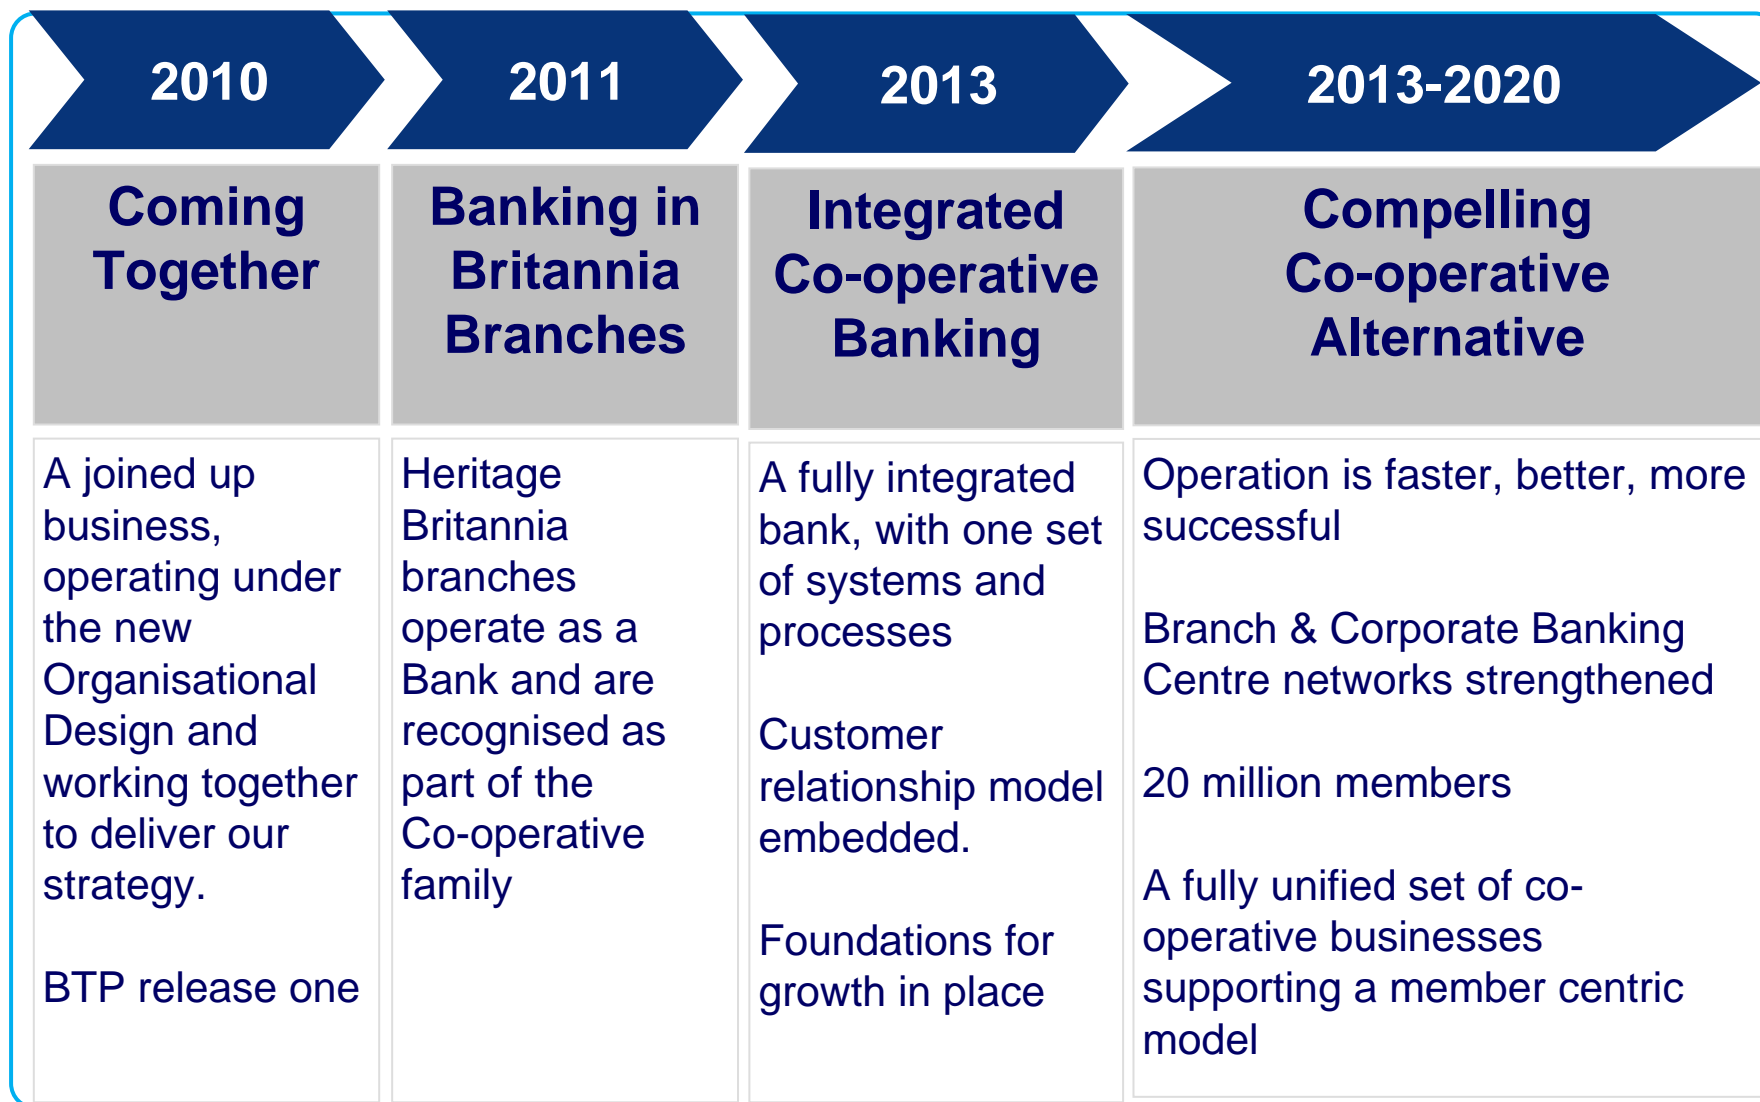 2010
2011
2013
2013-2020
Coming
Together
Banking in
Britannia
Branches
Integrated
Co-operative
Banking
Compelling
Co-operative
Alternative
A joined up
business,
operating under
the new
Organisational
Design and
working together
to deliver our
strategy.
BTP release one
Heritage
Britannia
branches
operate as a
Bank and are
recognised as
part of the
Co-operative
family
A fully integrated
bank, with one set
of systems and
processes
Customer
relationship model
embedded.
Foundations for
growth in place
Operation is faster, better, more
successful
Branch & Corporate Banking
Centre networks strengthened
20 million members
A fully unified set of co-
operative businesses
supporting a member centric
model